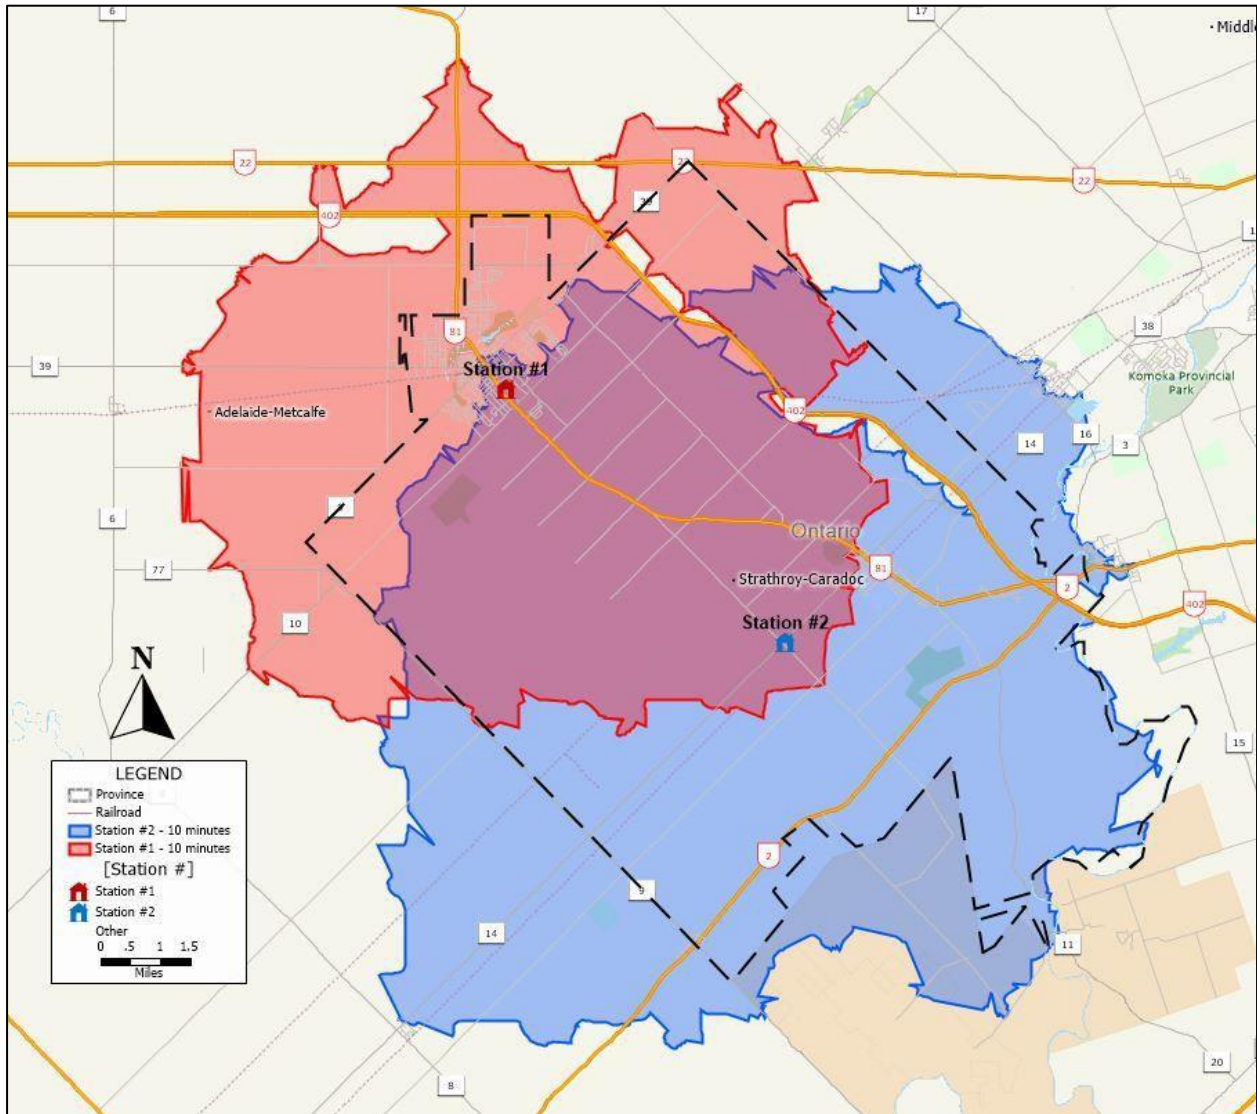 6
17
Middle
22
22
22
402
39
81
38
Station #1
Komoka Provincial
Park
39
Adelaide-Metcalfe
402
14
16
3
6
Ontario
77
81
Strathroy-Caradoc
2
402
10
Station #2
N
15
LEGEND
Province
Railroad
Station #2 - 10 minutes
Station #1 - 10 minutes
[Station #]
Station #1
Station #2
Other
0 .5 1 1.5
Miles
2
9
14
11
20
8